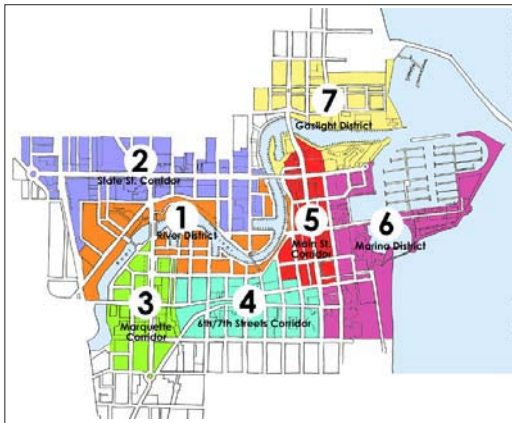 7
Gaslight District
2
State St. Corridor
1
River District
5
Main St.
Corridor
6
Marina District
3
Marquette
Corridor
4
6th/7th Streets Corridor